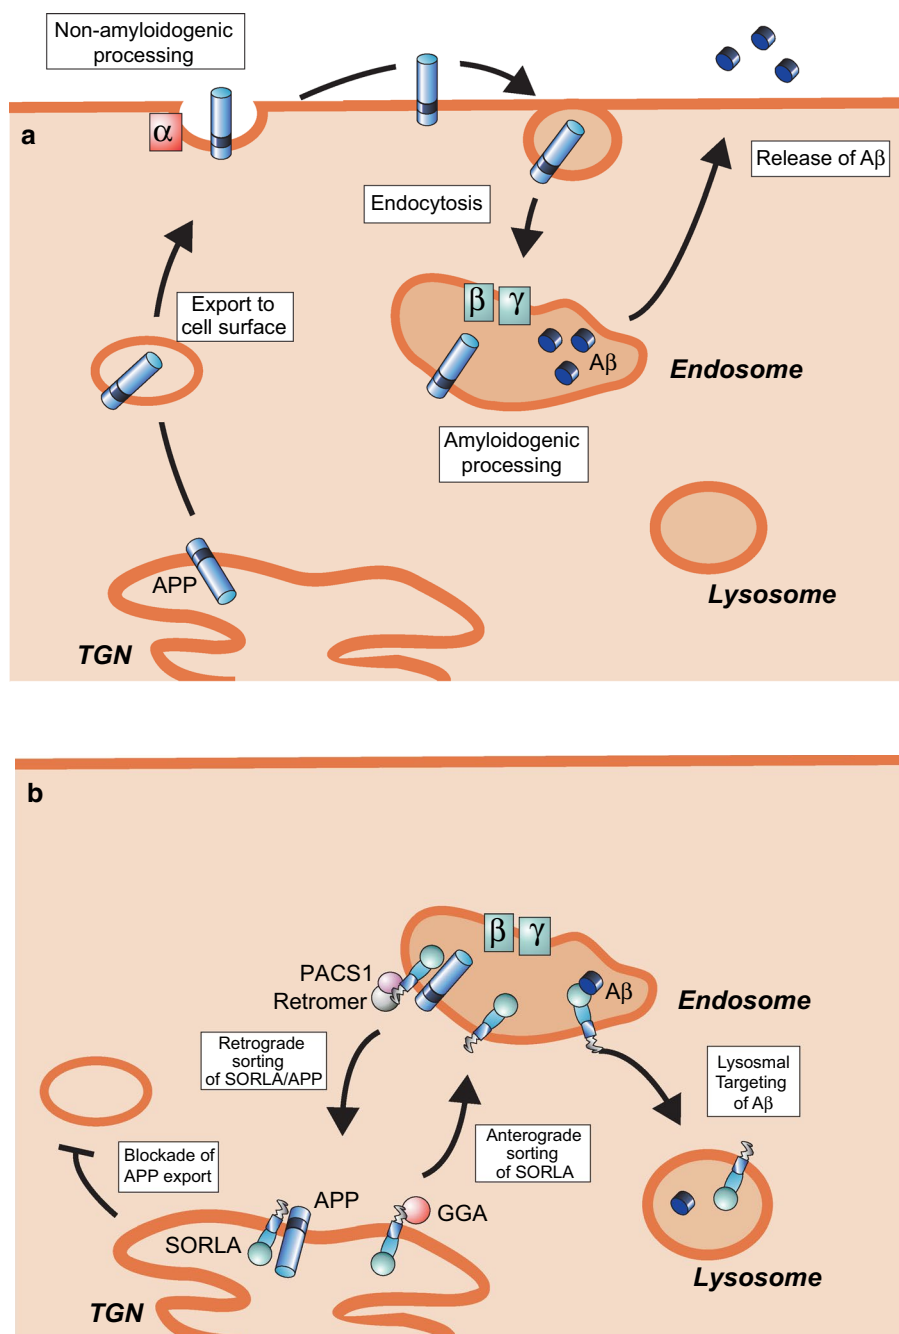 Non-amyloidogenic
processing
a
α
Release of Aβ
Endocytosis
Export to
cell surface
β γ
Aβ
Endosome
Amyloidogenic
processing
APP
Lysosome
TGN
b
β γ
PACS1
Retromer
Aβ
Endosome
Retrograde
sorting
of SORLA/APP
Lysosmal
Targeting
of Aβ
Blockade of
APP export
Anterograde
sorting
of SORLA
APP
GGA
SORLA
Lysosome
TGN